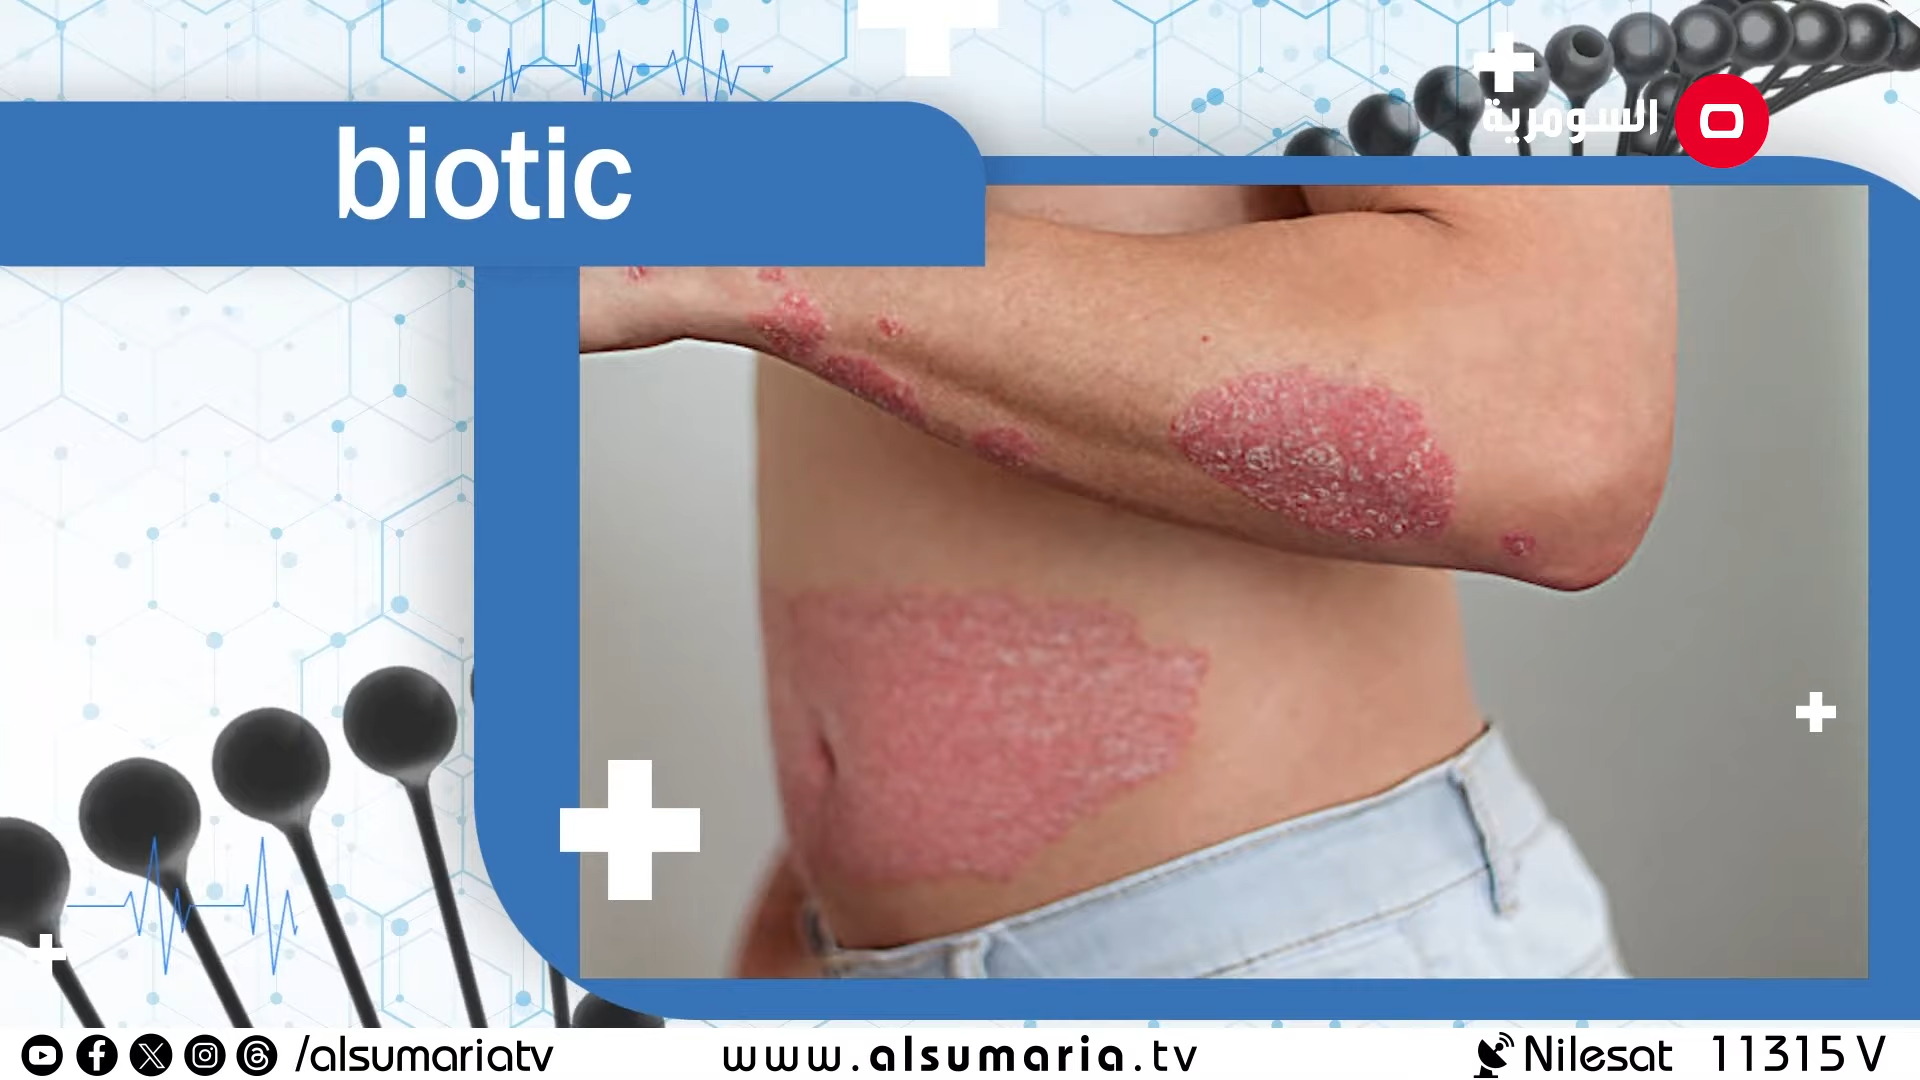 biotic
السومرية
/alsumariatv
www.alsumaria.tv
Nilesat 11315 V